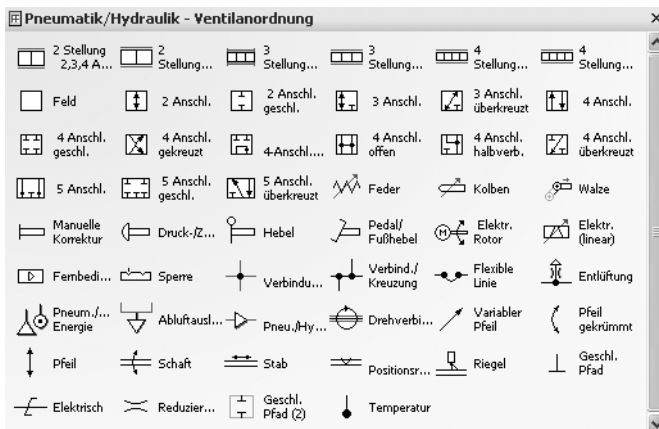 Pneumatik/Hydraulik - Ventilanordnung
2 Stellung
2,3,4 A...
2
Stellung...
3
Stellung...
3
Stellung...
4
Stellung...
4
Stellung...
Feld
2 Anschl.
2 Anschl.
geschl.
3 Anschl.
3 Anschl.
überkreuzt
4 Anschl.
4 Anschl.
geschl.
4 Anschl.
gekreuzt
4-Anschl....
4 Anschl.
offen
4 Anschl.
halbverb.
4 Anschl.
überkreuzt
5 Anschl.
5 Anschl.
geschl.
5 Anschl.
überkreuzt
Feder
Kolben
Walze
Manuelle
Korrektur
Druck-/Z...
Hebel
Pedal/
Fußhebel
M
Elektr.
Rotor
Elektr.
(linear)
Fernbedi...
Sperre
Verbindu...
Verbind./
Kreuzung
Flexible
Linie
Entlüftung
Pneum./...
Energie
Abluftausl...
Pneu./Hy...
Drehverbi...
Variabler
Pfeil
Pfeil
gekrümmt
Pfeil
Schaft
Stab
Positionsr...
Riegel
Geschl.
Pfad
Elektrisch
Reduzier...
Geschl.
Pfad (2)
Temperatur